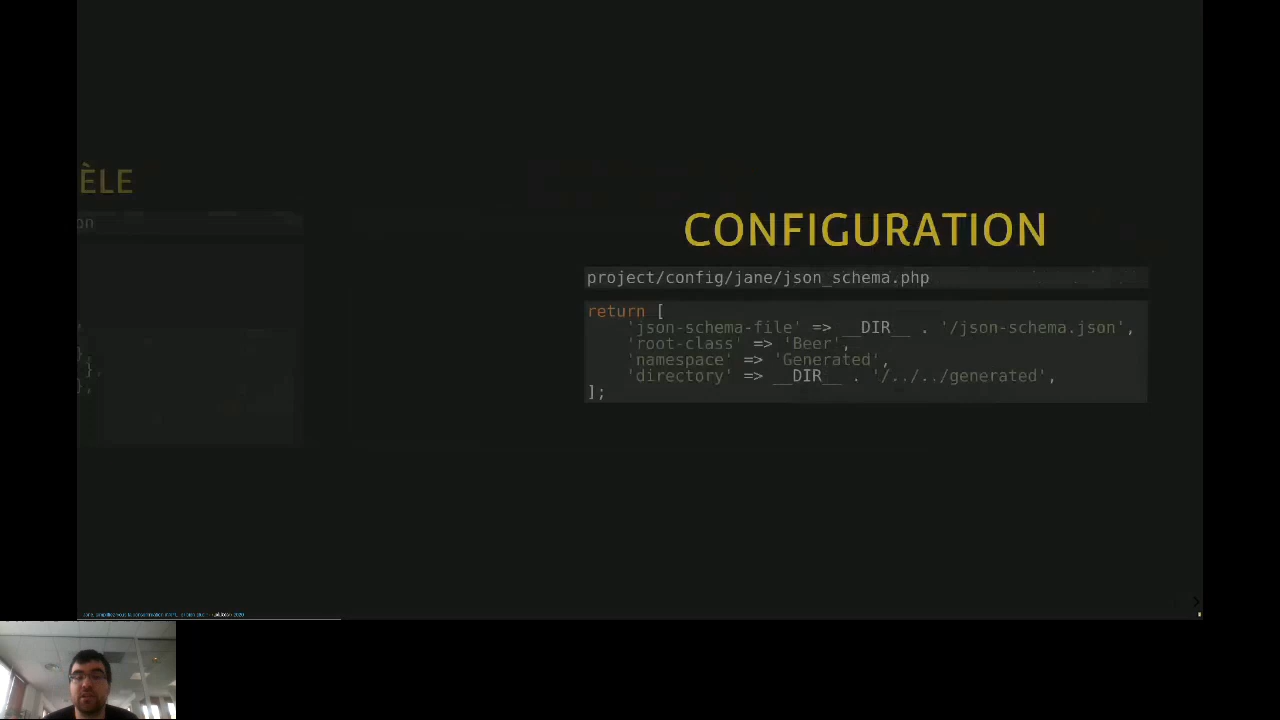 ÈLE
on
},
},
CONFIGURATION
project/config/jane/json_schema.php
return [
    'json-schema-file' => __DIR__ . '/json-schema.json',
    'root-class' => 'Beer',
    'namespace' => 'Generated',
    'directory' => __DIR__ . '/../../generated',
];